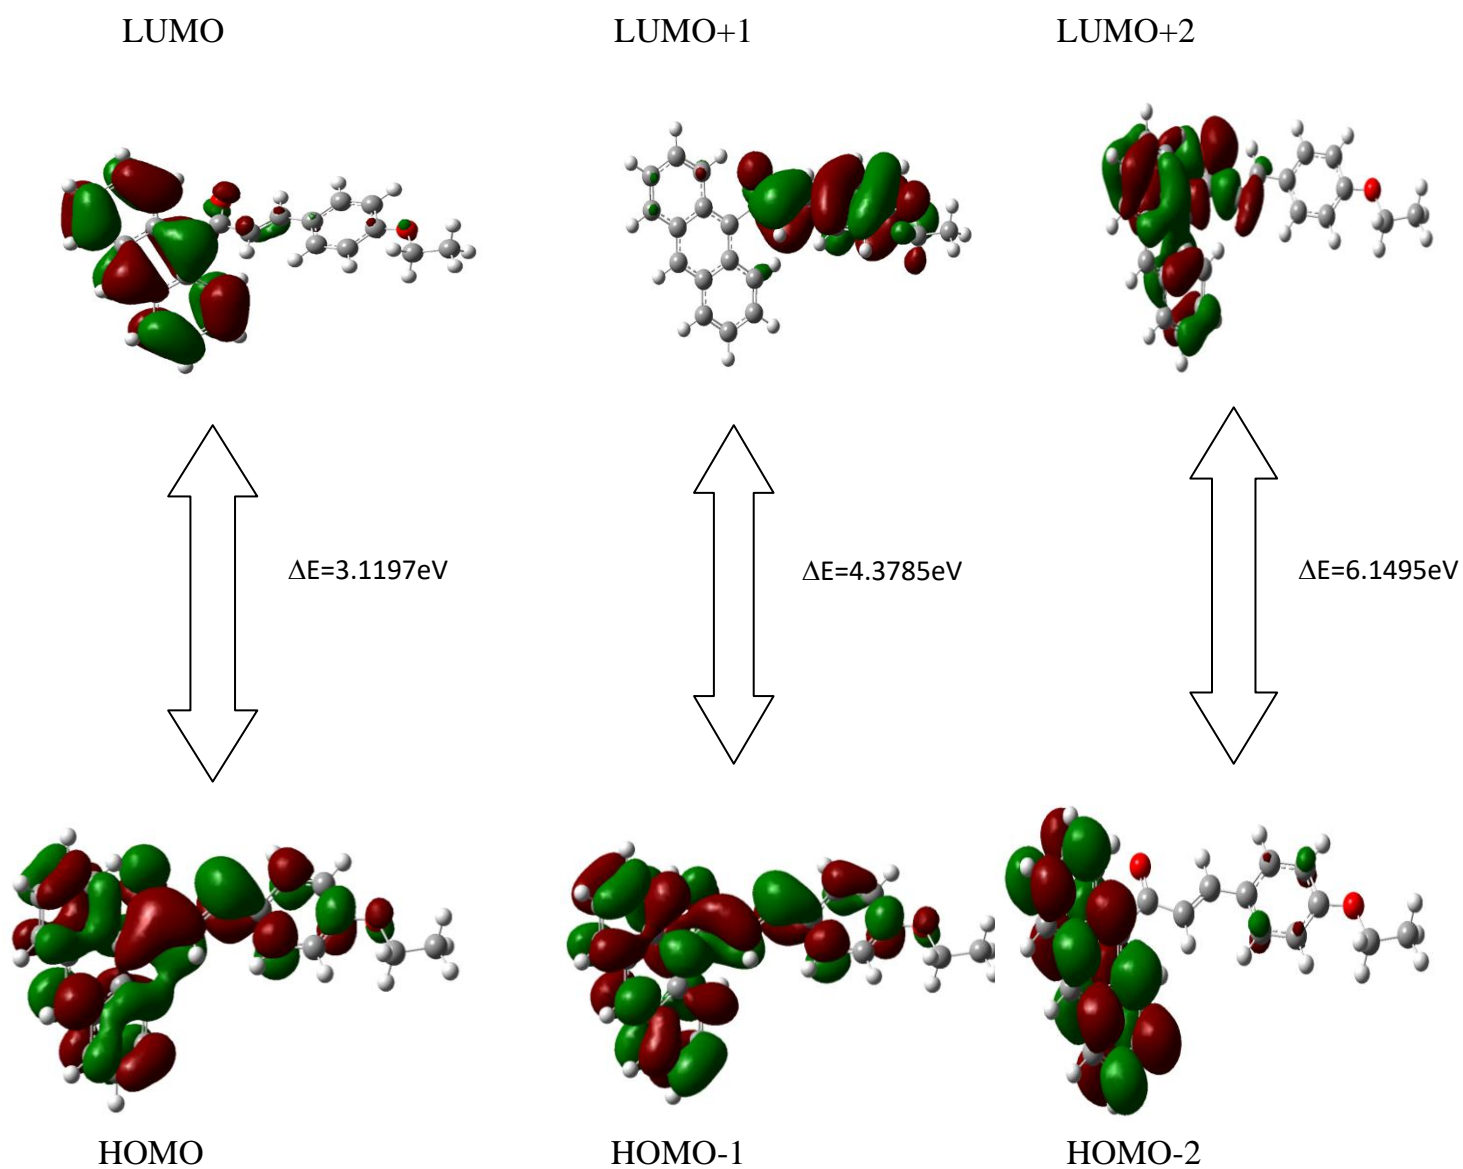 LUMO
LUMO+1
LUMO+2
ΔE=3.1197eV
ΔE=4.3785eV
ΔE=6.1495eV
HOMO
HOMO-1
HOMO-2